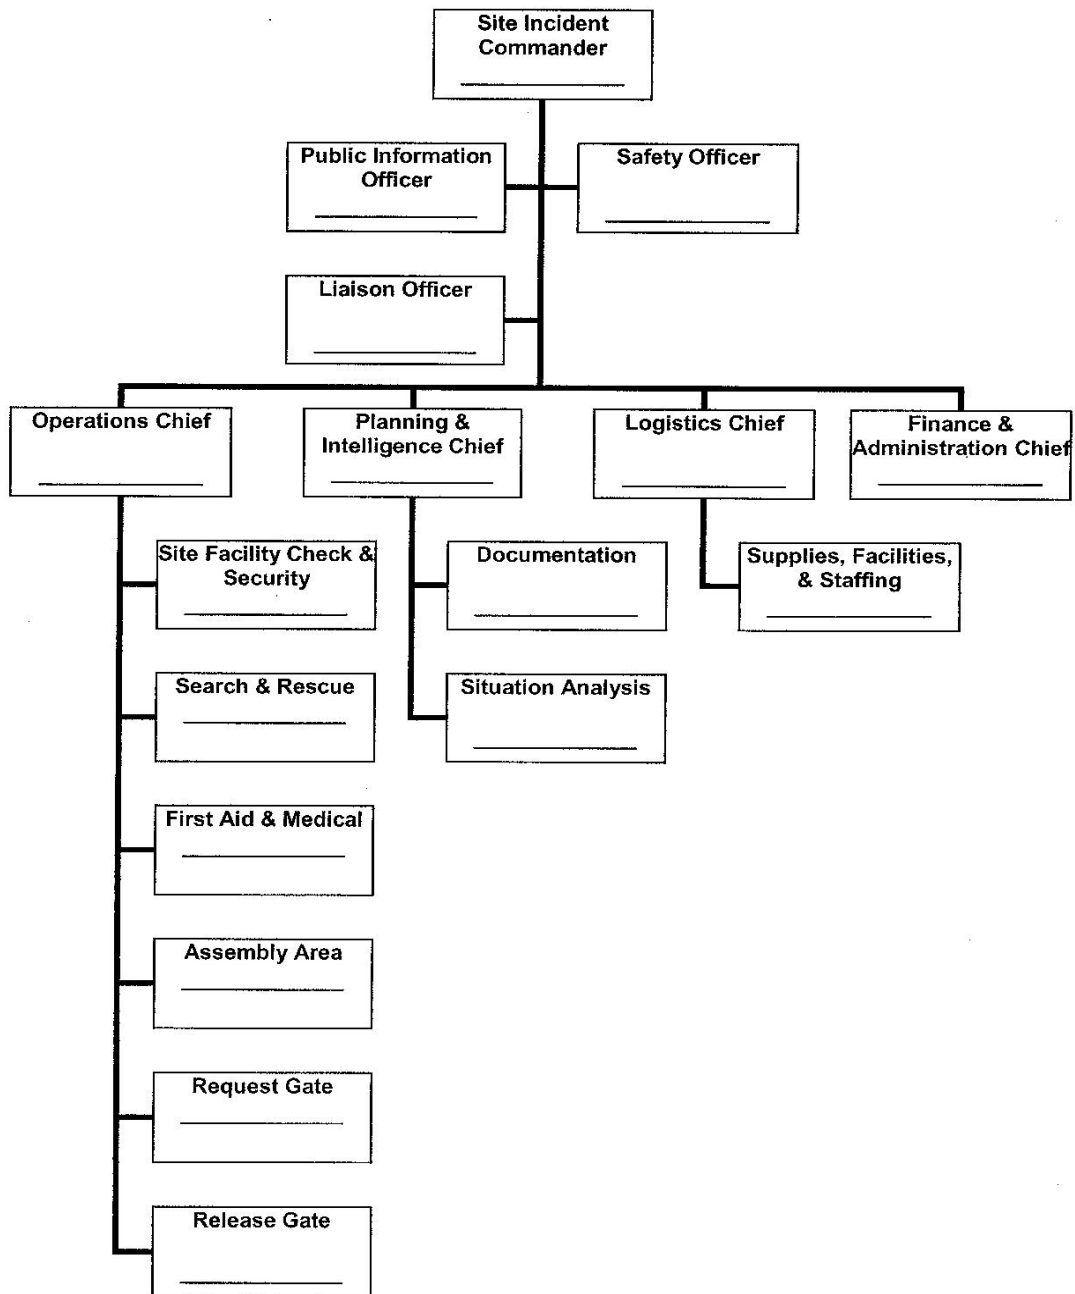 Site Incident
Commander
Public Information
Officer
Safety Officer
Liaison Officer
Operations Chief
Planning &
Intelligence Chief
Logistics Chief
Finance &
Administration Chief
Site Facility Check &
Security
Documentation
Supplies, Facilities,
& Staffing
Search & Rescue
Situation Analysis
First Aid & Medical
Assembly Area
Request Gate
Release Gate